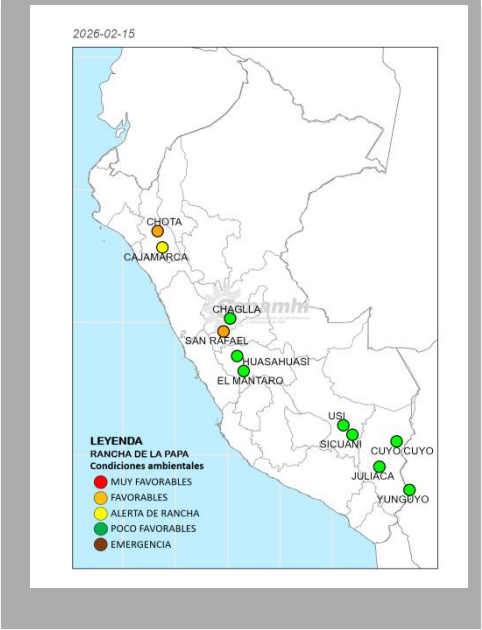 2026-02-15
CHOTA
CAJAMARCA
Senamhi
CHAGLLA
SAN RAFAEL
HUASAHUASI
EL MANTARO
USI
SICUANI
CUYO CUYO
JULIACA
YUNGUYO
LEYENDA
RANCHA DE LA PAPA
Condiciones ambientales
MUY FAVORABLES
FAVORABLES
ALERTA DE RANCHA
POCO FAVORABLES
EMERGENCIA